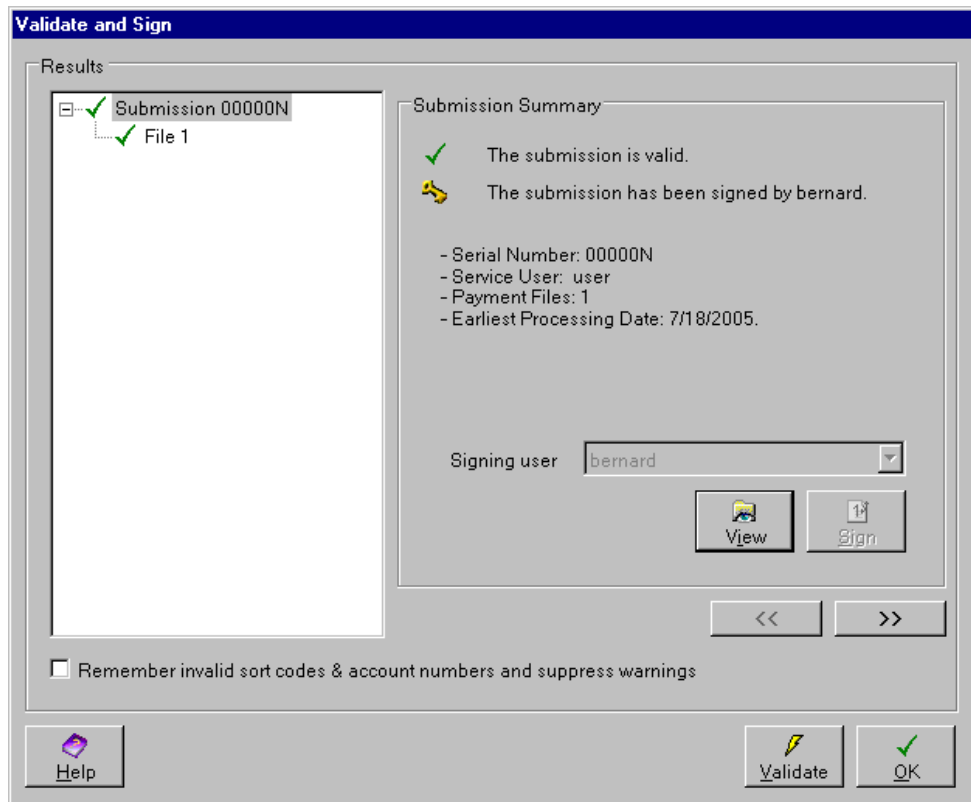 Validate and Sign
Results
Submission 00000N
File 1
Submission Summary
The submission is valid.
The submission has been signed by bernard.
- Serial Number: 00000N
- Service User:  user
- Payment Files: 1
- Earliest Processing Date: 7/18/2005.
Signing user
bernard
View
Sign
<<
>>
Remember invalid sort codes & account numbers and suppress warnings
Help
Validate
OK